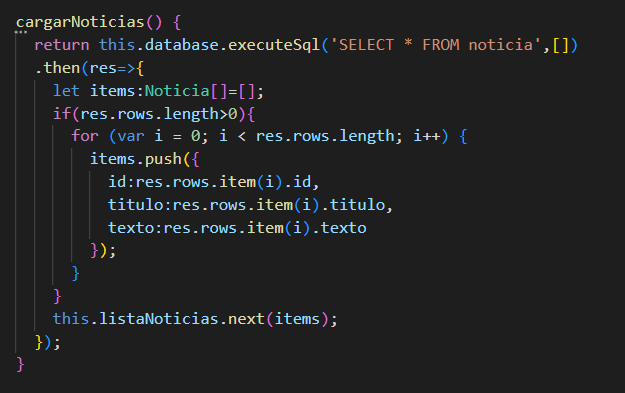 cargarNoticias() {
return this.database.executeSql('SELECT * FROM noticia',[])
.then(res=>{
let items:Noticia[]=[];
if(res.rows.length>0){
for (var i = 0; i < res.rows.length; i++) {
items.push({
id:res.rows.item(i).id,
titulo:res.rows.item(i).titulo,
texto:res.rows.item(i).texto
});
}
}
this.listaNoticias.next(items);
});
}